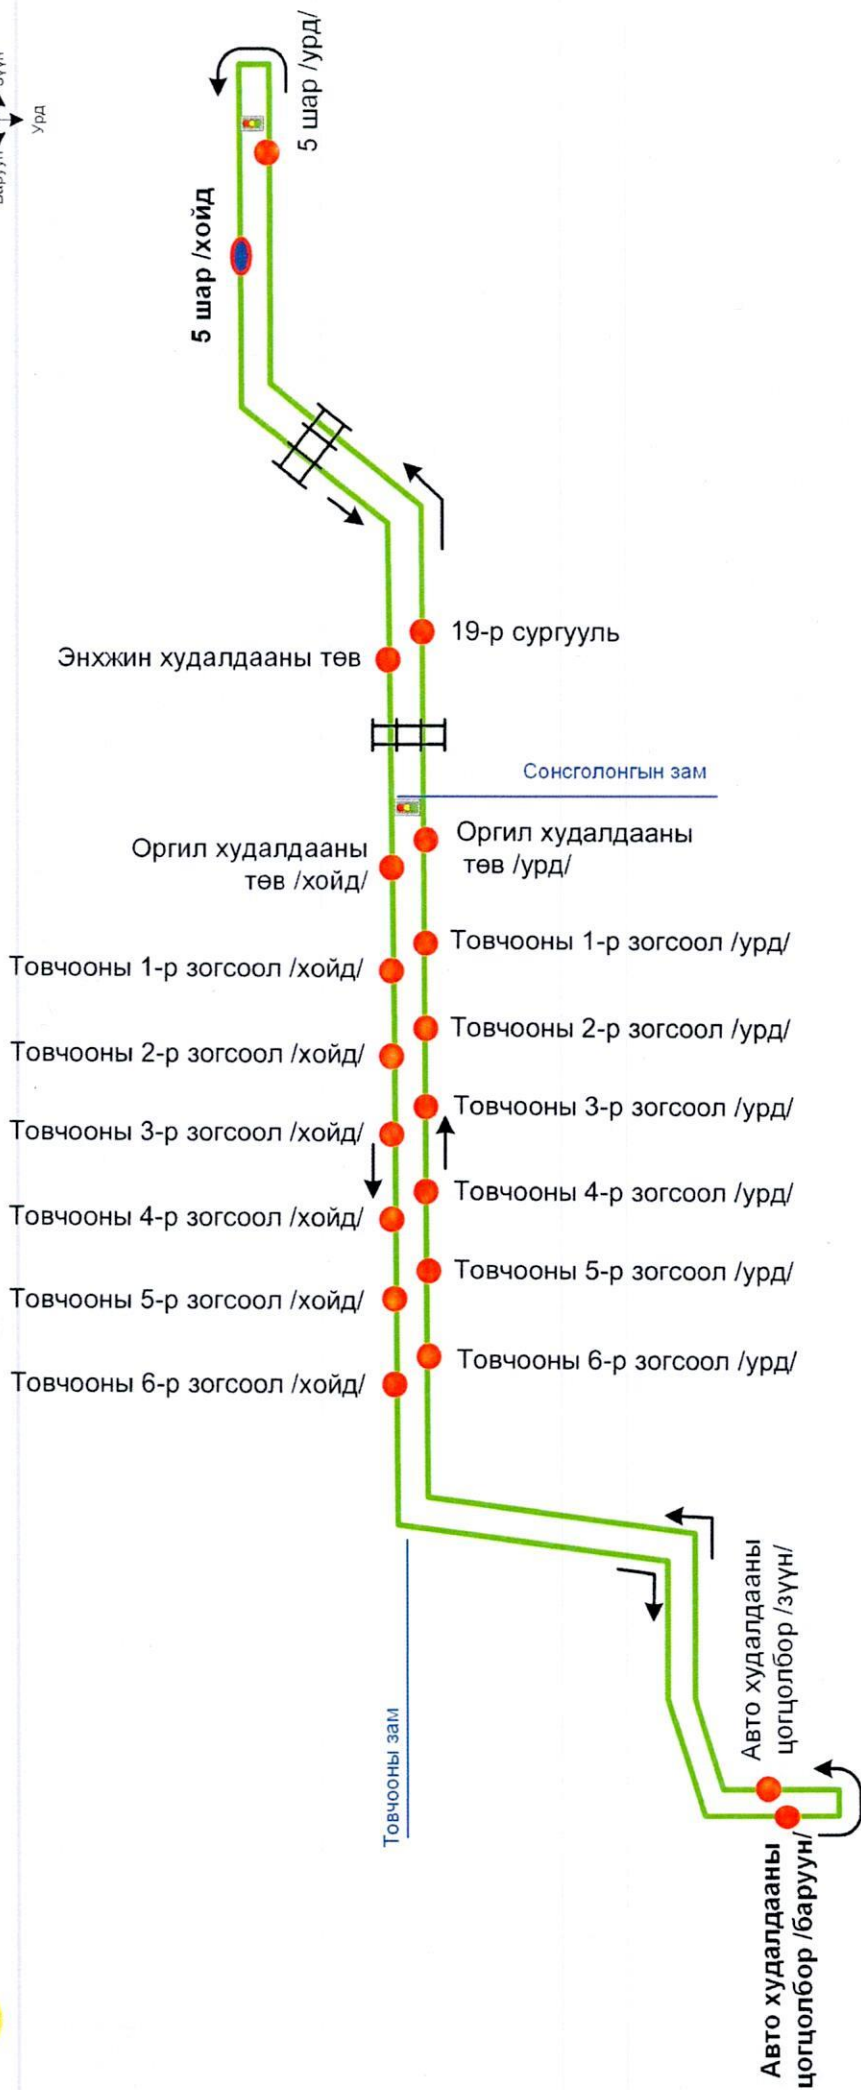 Урд
5 шар /урд/
5 шар /хойд
19-р сургууль
Энхжин худалдааны төв
Сонсголонгын зам
Оргил худалдааны
төв /урд/
Оргил худалдааны
төв /хойд/
Товчооны 1-р зогсоол /урд/
Товчооны 1-р зогсоол /хойд/
Товчооны 2-р зогсоол /урд/
Товчооны 2-р зогсоол /хойд/
Товчооны 3-р зогсоол /урд/
Товчооны 3-р зогсоол /хойд/
Товчооны 4-р зогсоол /урд/
Товчооны 4-р зогсоол /хойд/
Товчооны 5-р зогсоол /урд/
Товчооны 5-р зогсоол /хойд/
Товчооны 6-р зогсоол /урд/
Товчооны 6-р зогсоол /хойд/
Товчооны зам
Авто худалдааны
цогцолбор /зүүн/
Авто худалдааны
цогцолбор /баруун/